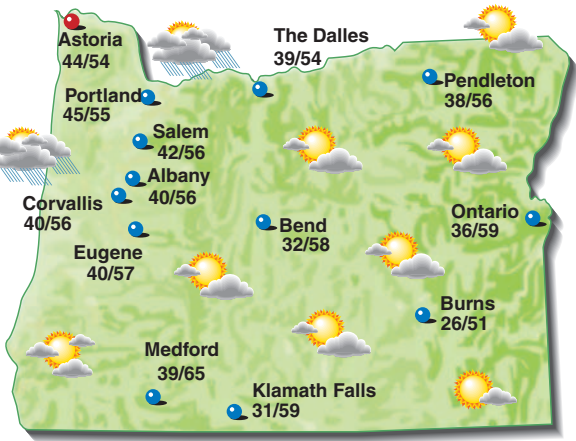 Astoria
44/54
The Dalles
39/54
Pendleton
38/56
Portland
45/55
Salem
42/56
Albany
40/56
Corvallis
40/56
Eugene
40/57
Bend
32/58
Ontario
36/59
Burns
26/51
Medford
39/65
Klamath Falls
31/59